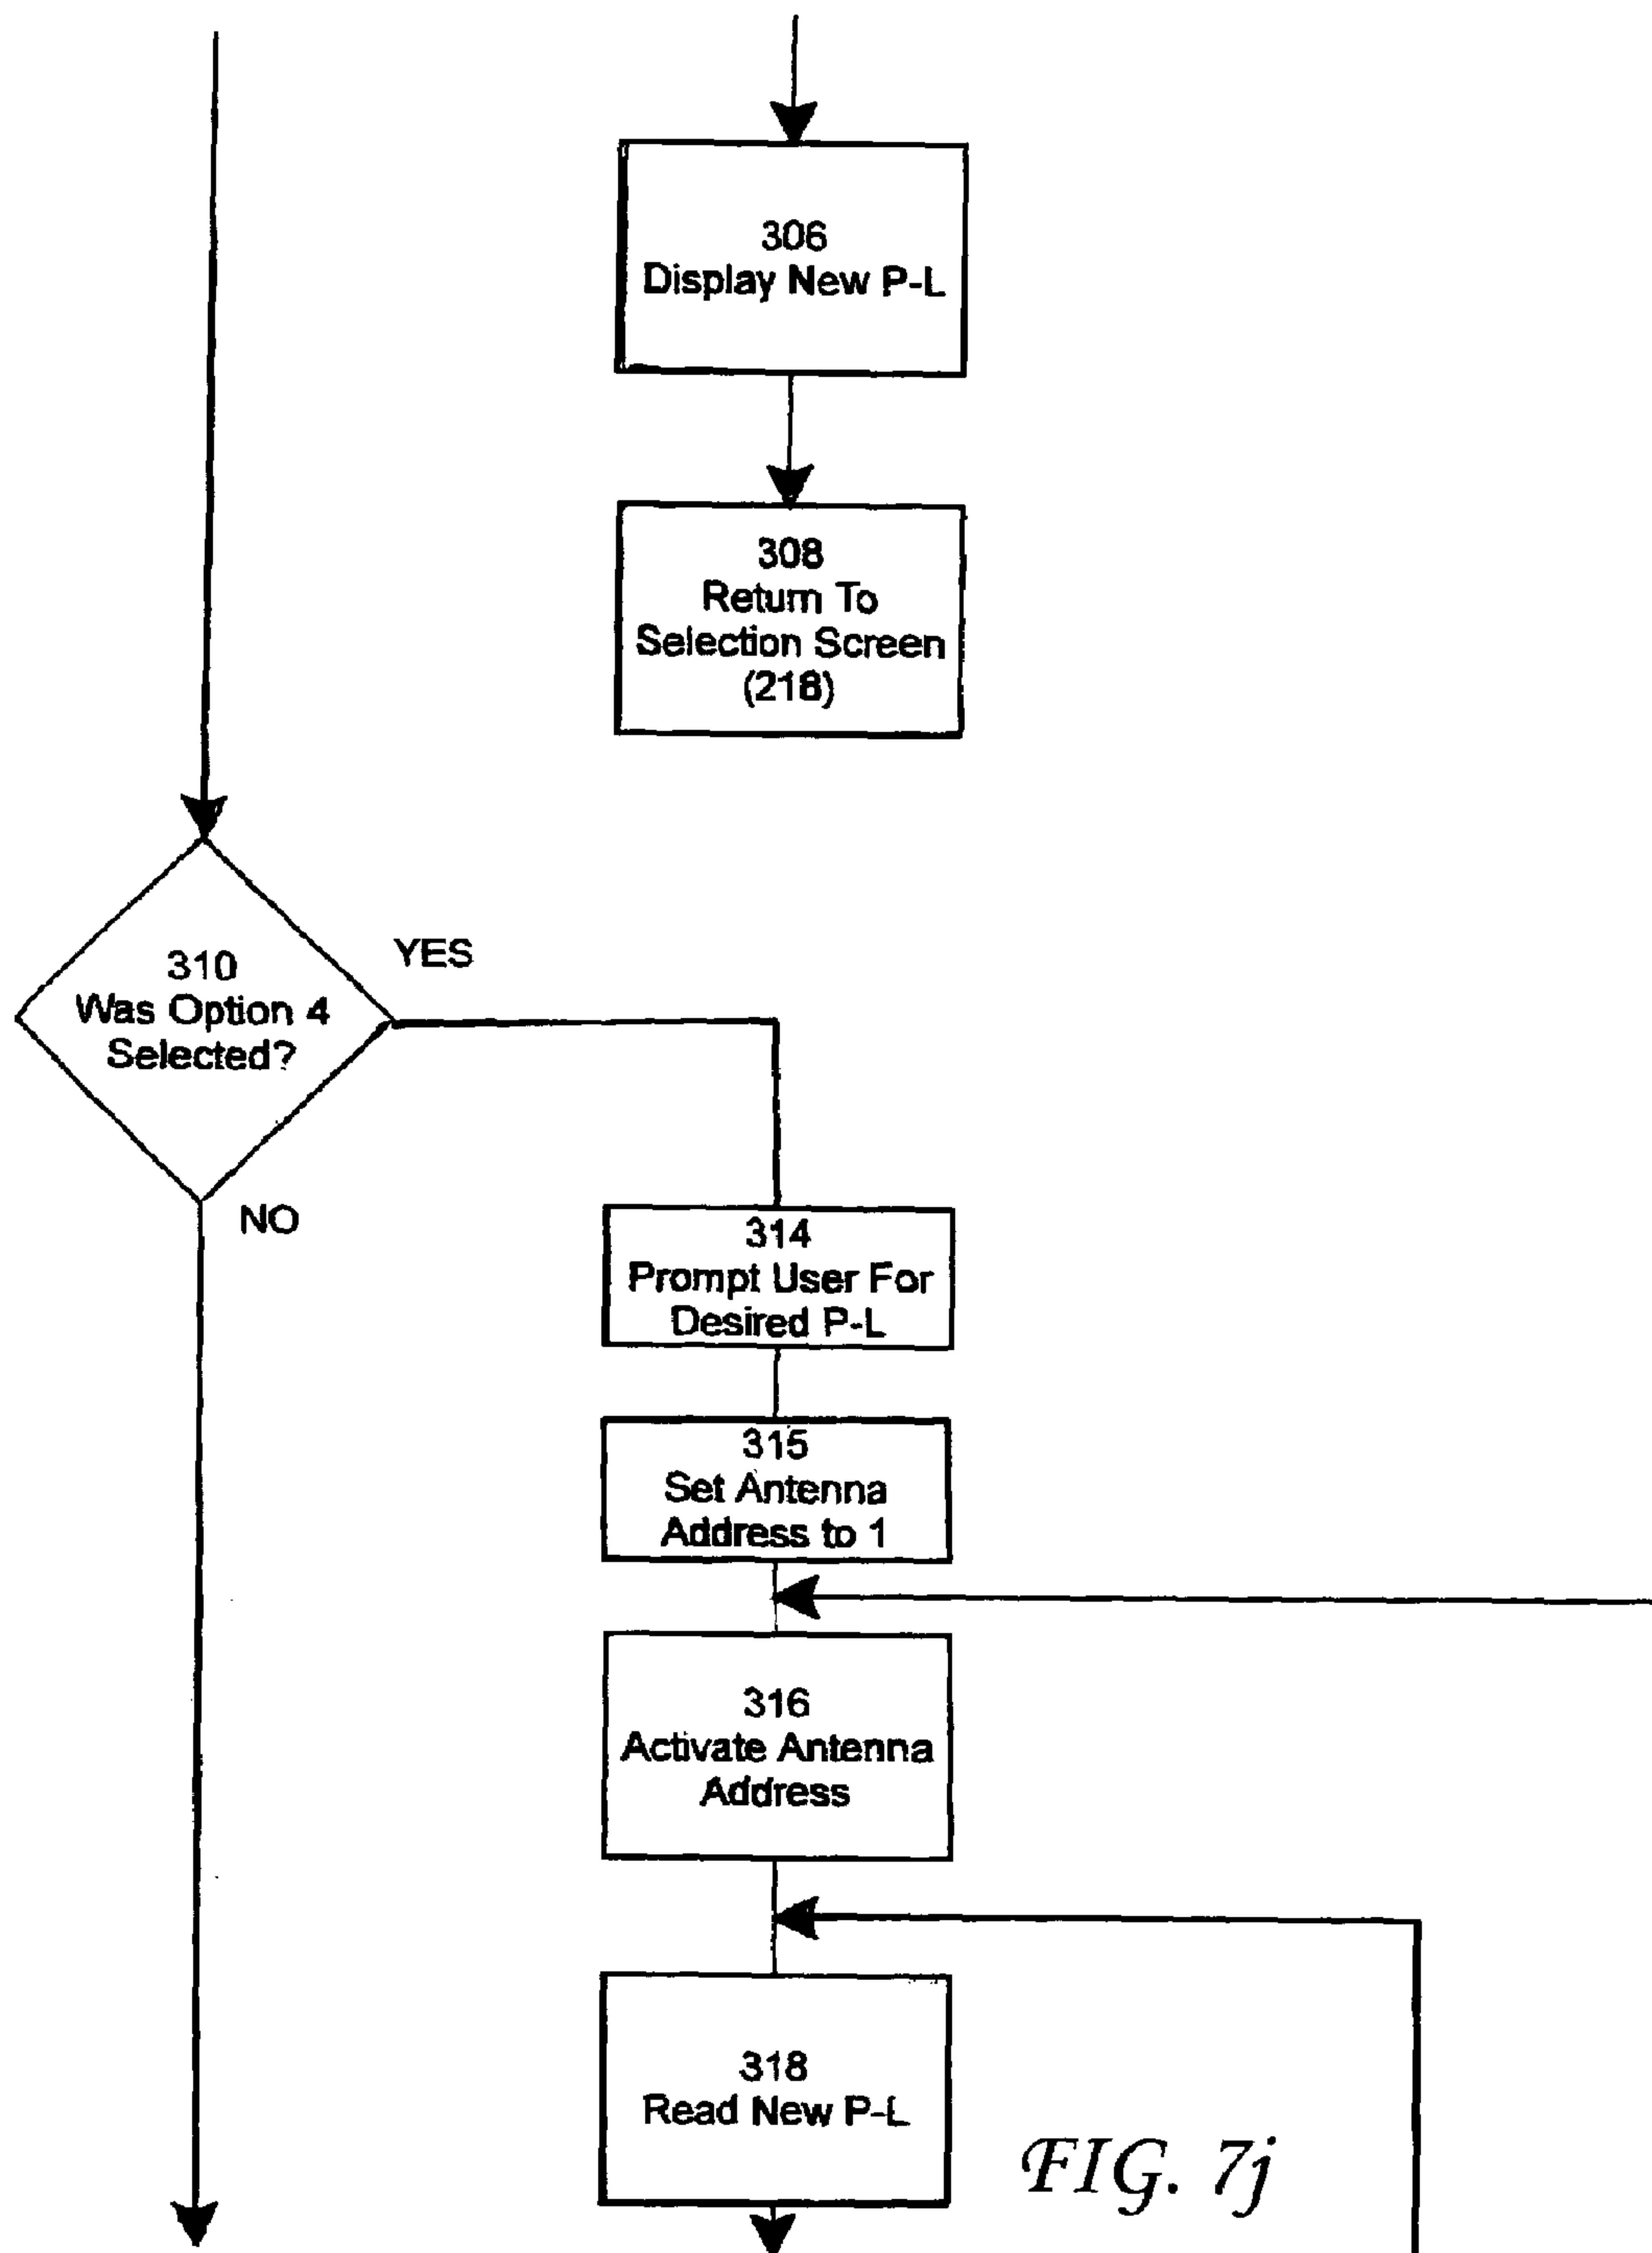 306
Display New P-L
308
Return To
Selection Screen
(218)
310
Was Option 4
Selected?
YES
NO
314
Prompt User For
Desired P-L
315
Set Antenna
Address to 1
316
Activate Antenna
Address
318
Read New P-L
FIG. 7j